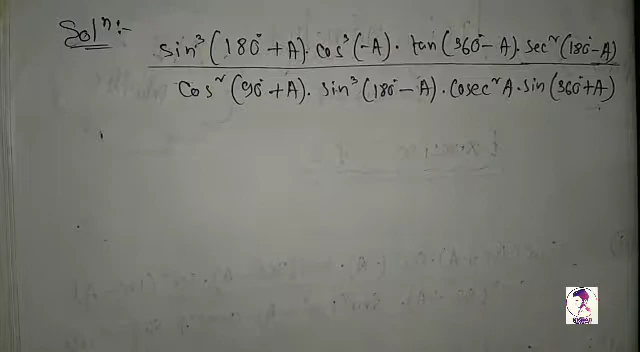 Solⁿ:-
sin³(180°+A)·cos³(-A)·tan(360°-A)·sec²(180°-A)
cos²(90°+A)·sin³(180°-A)·cosec²A·sin(360°+A)